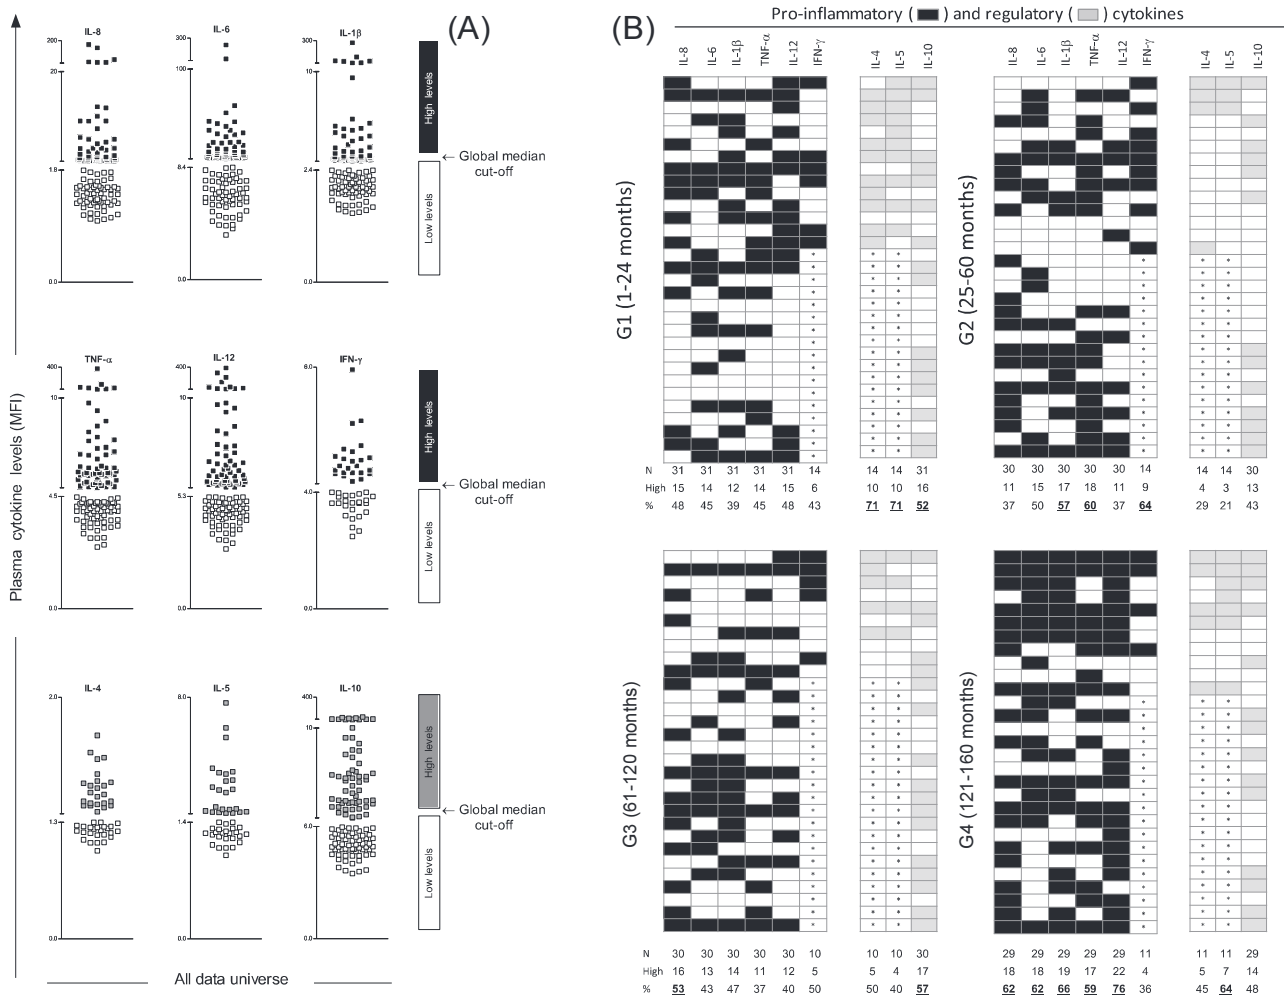 (A)
Plasma cytokine levels (MFI)
IL-8
IL-6
IL-1β
200
20
1.8
0.0
300
100
8.4
0.0
300
10
2.4
0.0
High levels
← Global median
cut-off
Low levels
TNF-α
IL-12
IFN-γ
400
10
4.5
0.0
400
10
5.3
0.0
6.0
4.0
0.0
High levels
← Global median
cut-off
Low levels
IL-4
IL-5
IL-10
2.0
1.3
0.0
8.0
1.4
0.0
400
10
6.0
0.0
High levels
← Global median
cut-off
Low levels
All data universe
(B)
Pro-inflammatory ( ) and regulatory ( ) cytokines
IL-8 IL-6 IL-1β TNF-α IL-12 IFN-γ IL-4 IL-5 IL-10
IL-8 IL-6 IL-1β TNF-α IL-12 IFN-γ IL-4 IL-5 IL-10
G1 (1-24 months)
N 31 31 31 31 31 14 14 14 31
High 15 14 12 14 15 6 10 10 16
% 48 45 39 45 48 43 71 71 52
G2 (25-60 months)
30 30 30 30 30 14 14 14 30
11 15 17 18 11 9 4 3 13
37 50 57 60 37 64 29 21 43
G3 (61-120 months)
N 30 30 30 30 30 10 10 10 30
High 16 13 14 11 12 5 5 4 17
% 53 43 47 37 40 50 50 40 57
G4 (121-160 months)
29 29 29 29 29 11 11 11 29
18 18 19 17 22 4 5 7 14
62 62 66 59 76 36 45 64 48